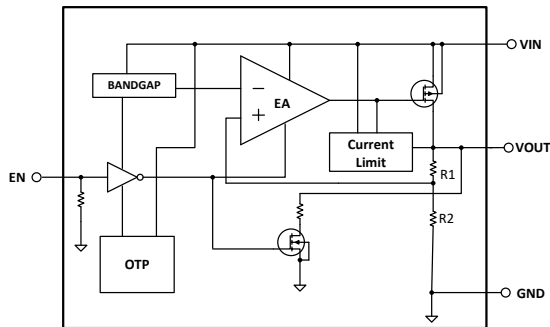 VIN
BANDGAP
−
EA
+
Current
Limit
VOUT
R1
EN
R2
OTP
GND